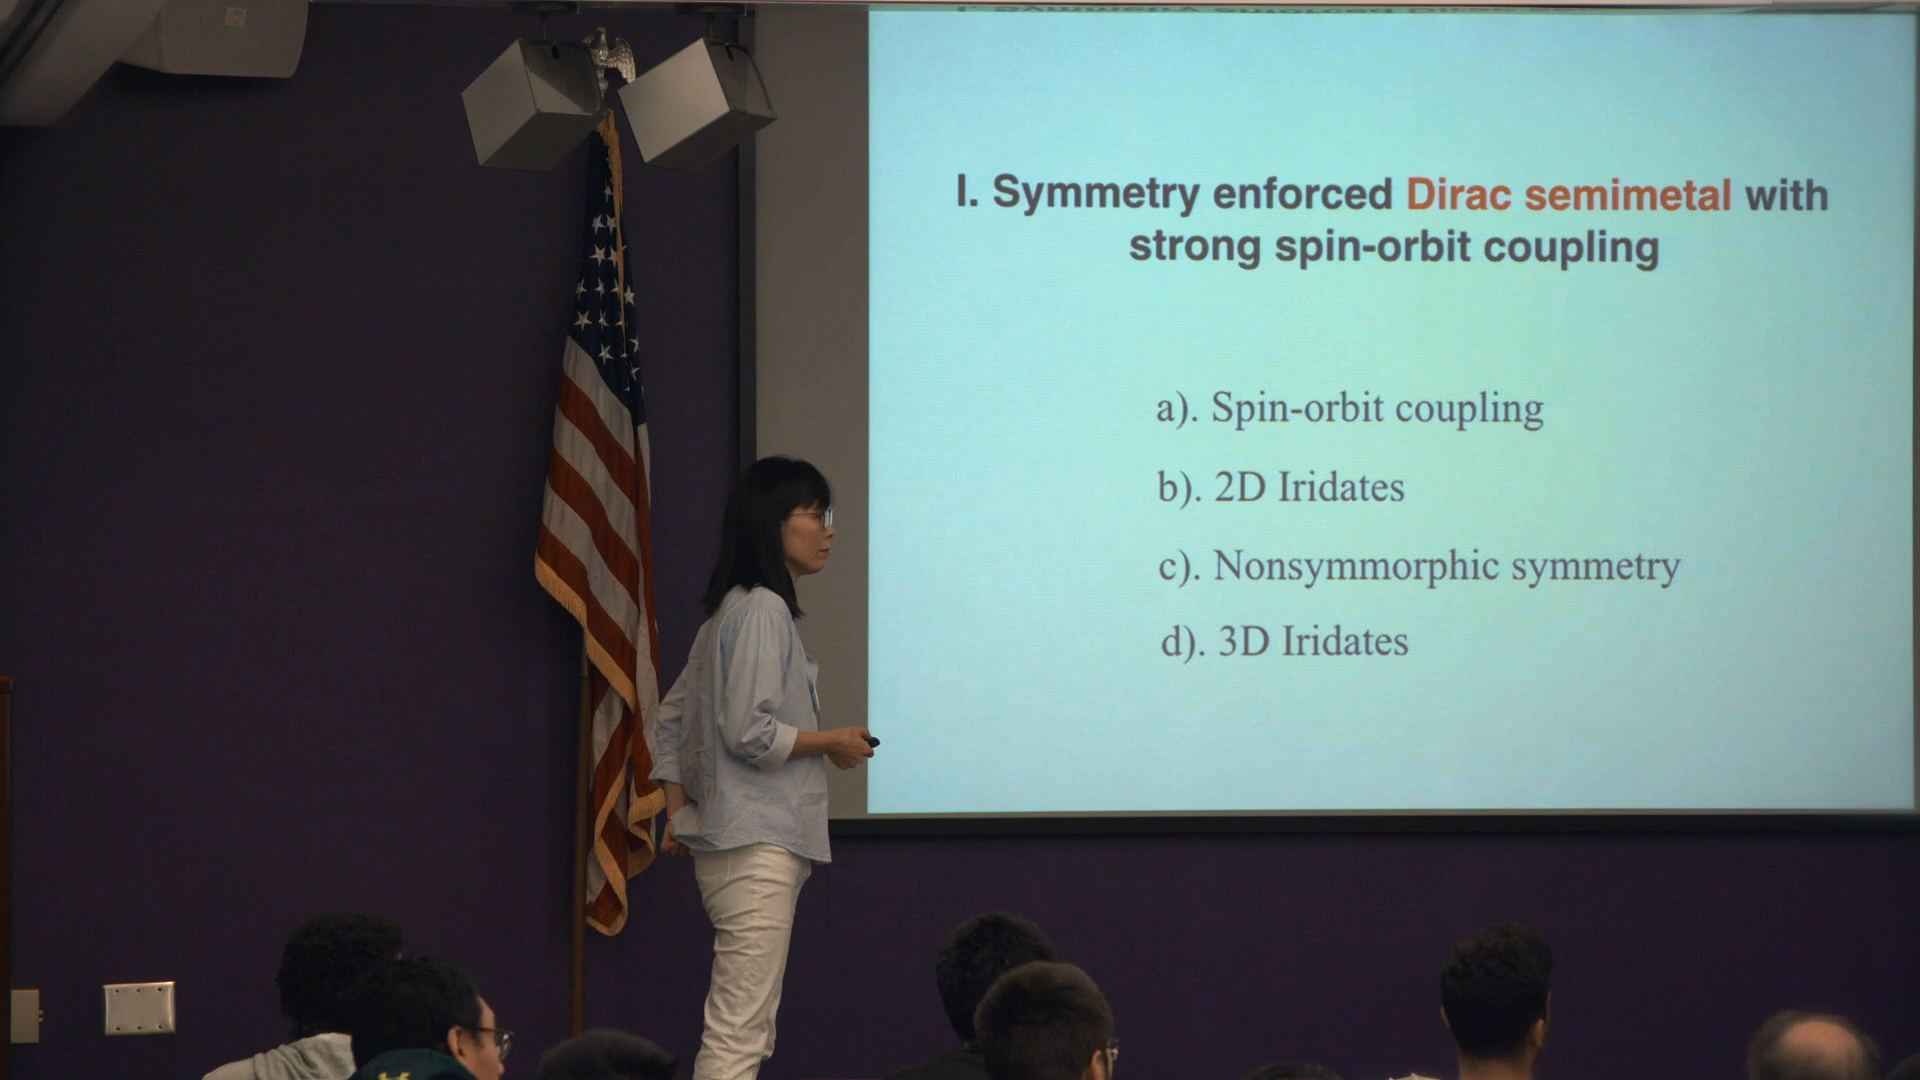 I. Symmetry enforced Dirac semimetal with
strong spin-orbit coupling
a). Spin-orbit coupling
b). 2D Iridates
c). Nonsymmorphic symmetry
d). 3D Iridates